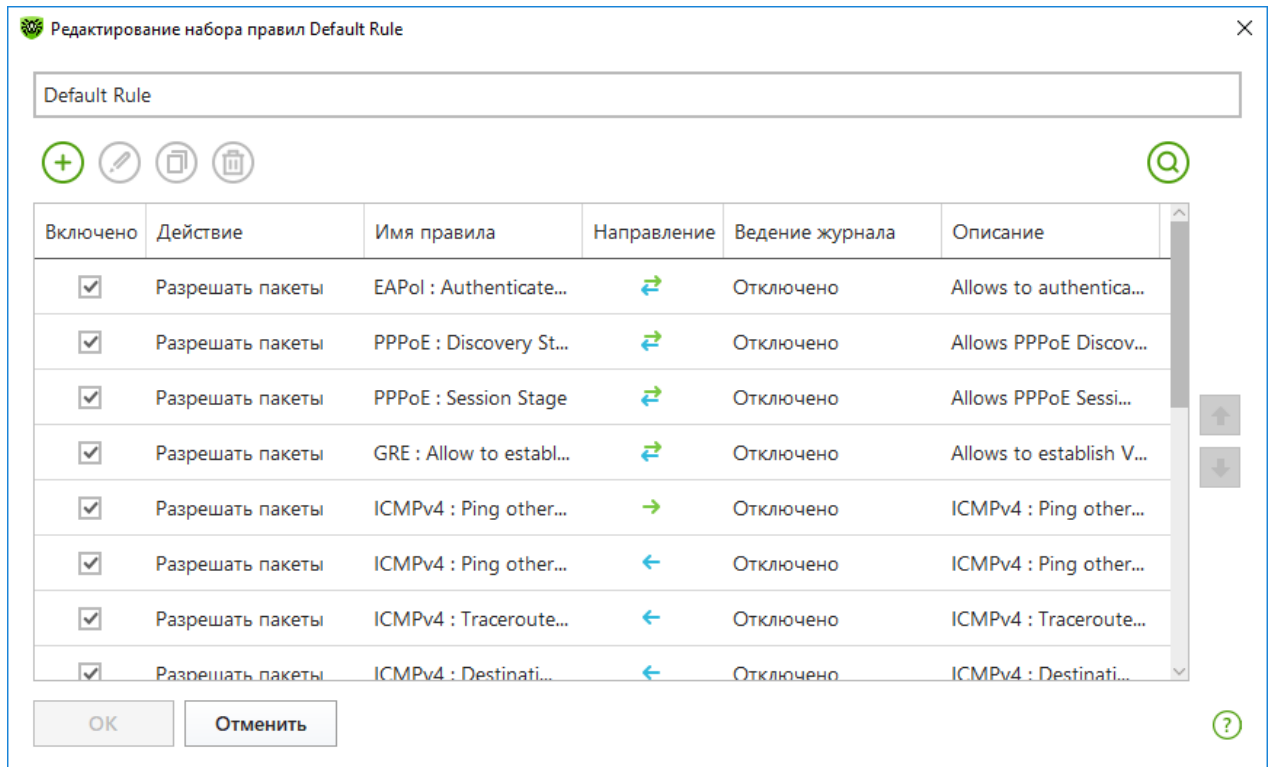 Редактирование набора правил Default Rule
Default Rule
Включено Действие Имя правила Направление Ведение журнала Описание
Разрешать пакеты EAPol : Authenticate... Отключено Allows to authentica...
Разрешать пакеты PPPoE : Discovery St... Отключено Allows PPPoE Discov...
Разрешать пакеты PPPoE : Session Stage Отключено Allows PPPoE Sessi...
Разрешать пакеты GRE : Allow to establ... Отключено Allows to establish V...
Разрешать пакеты ICMPv4 : Ping other... Отключено ICMPv4 : Ping other...
Разрешать пакеты ICMPv4 : Ping other... Отключено ICMPv4 : Ping other...
Разрешать пакеты ICMPv4 : Traceroute... Отключено ICMPv4 : Traceroute...
Разрешать пакеты ICMPv4 : Destinati... Отключено ICMPv4 : Destinati...
OK Отменить ?